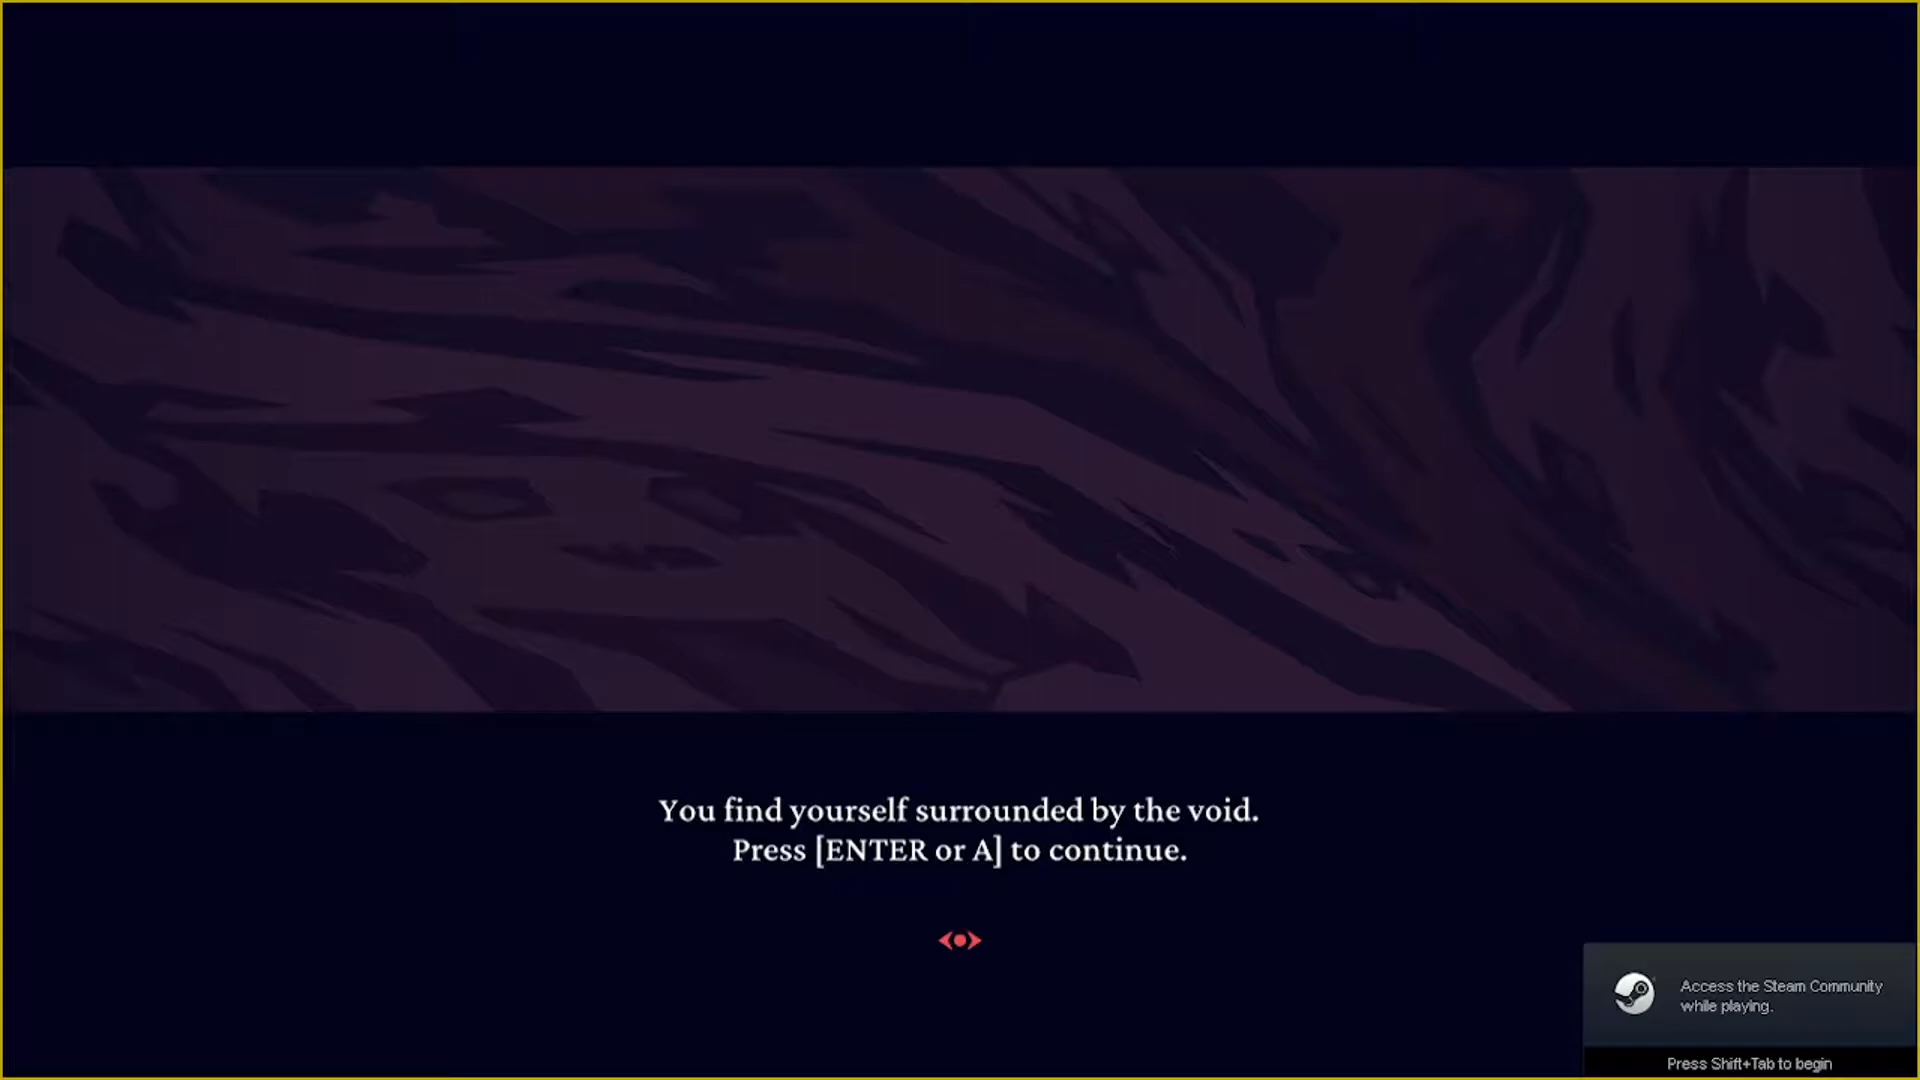 You find yourself surrounded by the void.
Press [ENTER or A] to continue.
Access the Steam Community
while playing.
Press Shift+Tab to begin